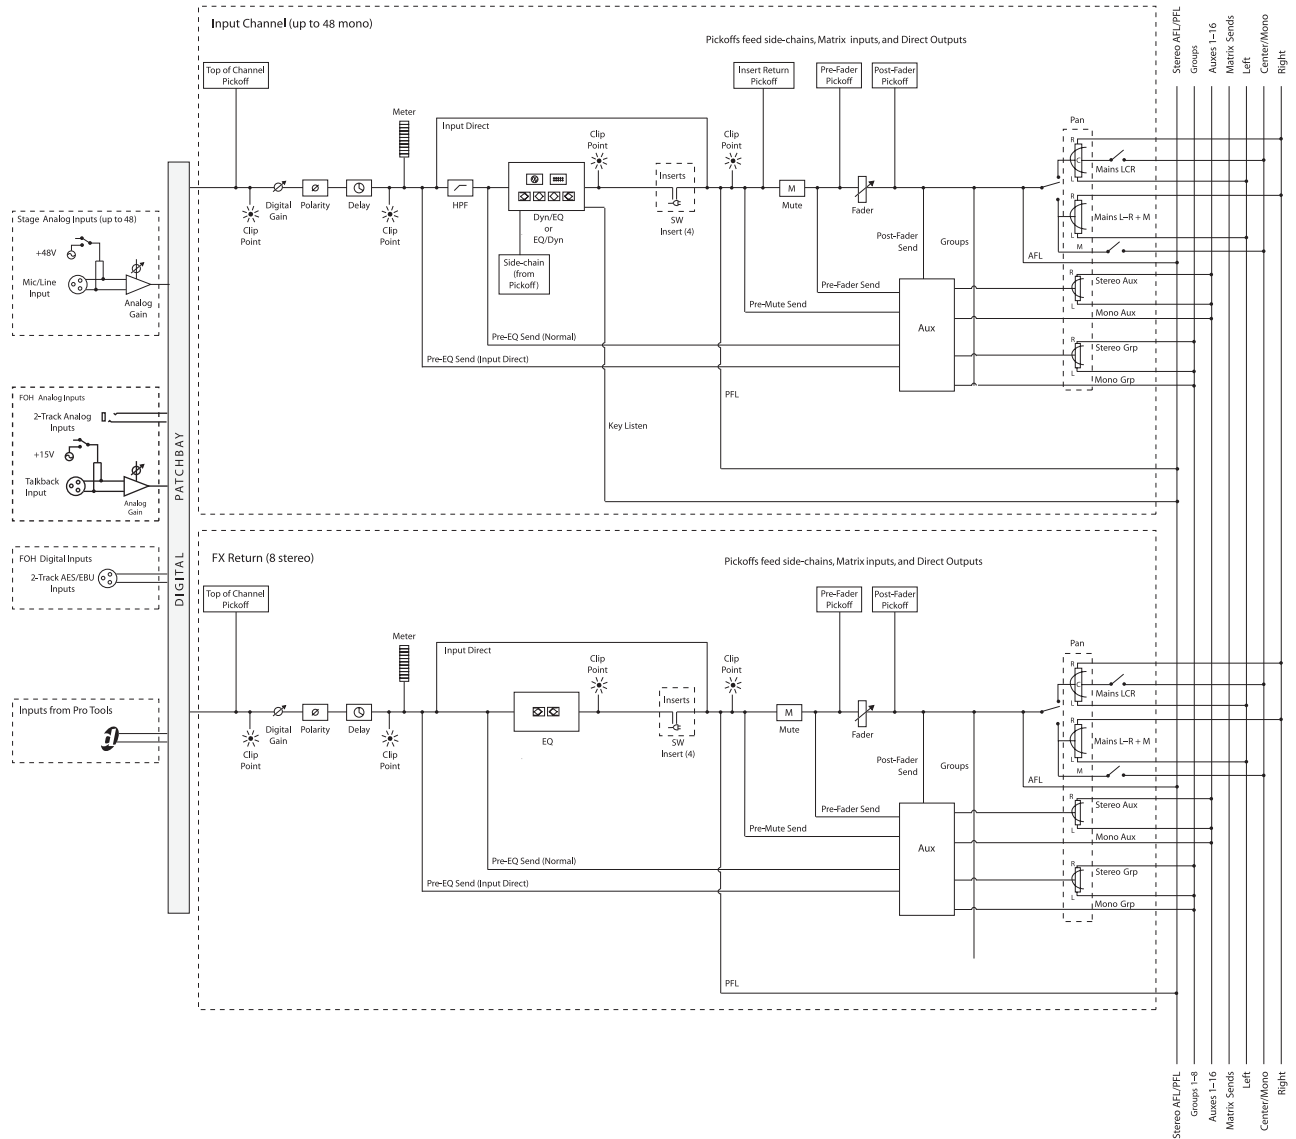 Input Channel (up to 48 mono)
Pickoffs feed side-chains, Matrix inputs, and Direct Outputs
Top of Channel
Pickoff
Insert Return
Pickoff
Pre-Fader
Pickoff
Post-Fader
Pickoff
Meter
Input Direct
Clip
Point
Clip
Point
Pan
R
C
L
Mains LCR
Inserts
M
Digital
Gain
Polarity
Delay
HPF
Clip
Point
Clip
Point
Dyn/EQ
or
EQ/Dyn
SW
Insert (4)
Mute
Fader
R
L
Mains L-R + M
M
Side-chain
(from
Pickoff)
Post-Fader
Send
Groups
AFL
Pre-Fader Send
Pre-Mute Send
Pre-EQ Send (Normal)
Pre-EQ Send (Input Direct)
Aux
R
L
Stereo Aux
Mono Aux
R
L
Stereo Grp
Mono Grp
PFL
Key Listen
Stage Analog Inputs (up to 48)
+48V
Mic/Line
Input
Analog
Gain
FOH Analog Inputs
2-Track Analog
Inputs
+15V
Talkback
Input
Analog
Gain
FOH Digital Inputs
2-Track AES/EBU
Inputs
Inputs from Pro Tools
DIGITAL PATCHBAY
FX Return (8 stereo)
Pickoffs feed side-chains, Matrix inputs, and Direct Outputs
Top of Channel
Pickoff
Pre-Fader
Pickoff
Post-Fader
Pickoff
Meter
Input Direct
Clip
Point
Clip
Point
Pan
R
C
L
Mains LCR
Inserts
M
Digital
Gain
Polarity
Delay
Clip
Point
Clip
Point
EQ
SW
Insert (4)
Mute
Fader
R
L
Mains L-R + M
M
Post-Fader
Send
Groups
AFL
Pre-Fader Send
Pre-Mute Send
Pre-EQ Send (Normal)
Pre-EQ Send (Input Direct)
Aux
R
L
Stereo Aux
Mono Aux
R
L
Stereo Grp
Mono Grp
PFL
Stereo AFL/PFL
Groups
Auxes 1-16
Matrix Sends
Left
Center/Mono
Right
Stereo AFL/PFL
Groups 1-8
Auxes 1-16
Matrix Sends
Left
Center/Mono
Right